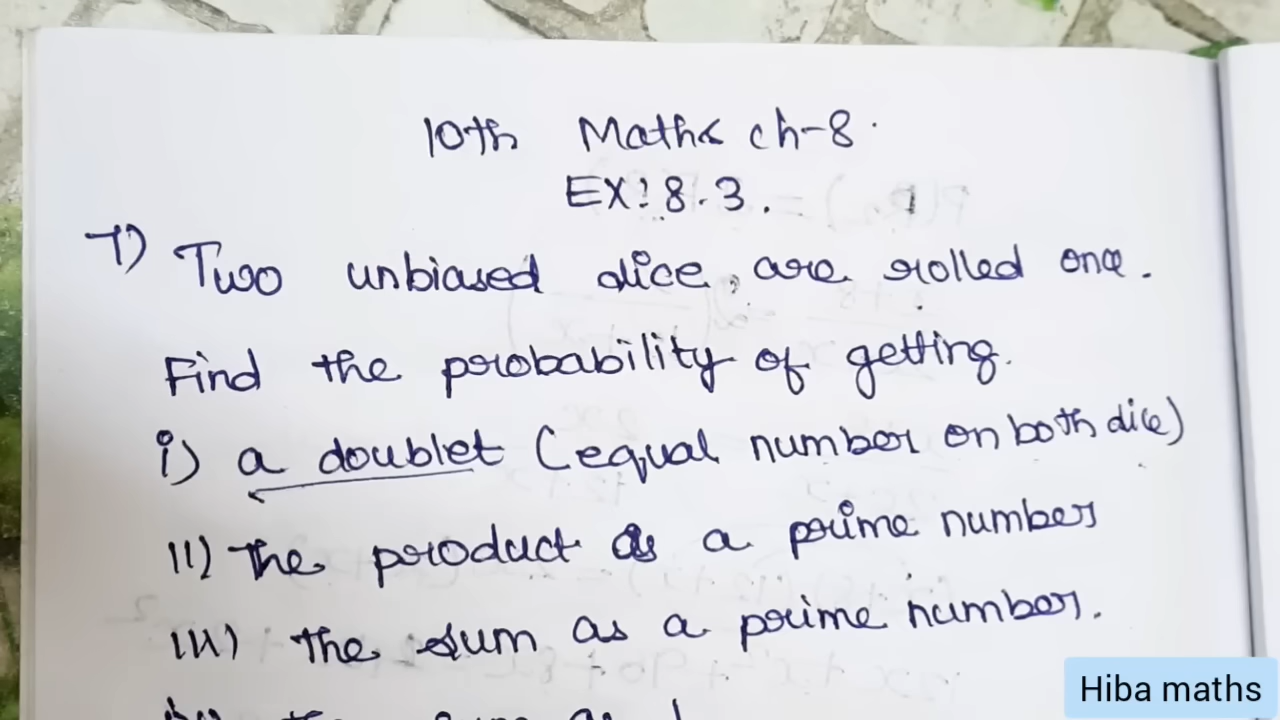 10th Maths ch-8.
EX: 8.3.
7) Two unbiased dice, are rolled once.
Find the probability of getting.
i) a doublet (equal number on both dice)
II) The product as a prime number
III) The sum as a prime number.
Hiba maths